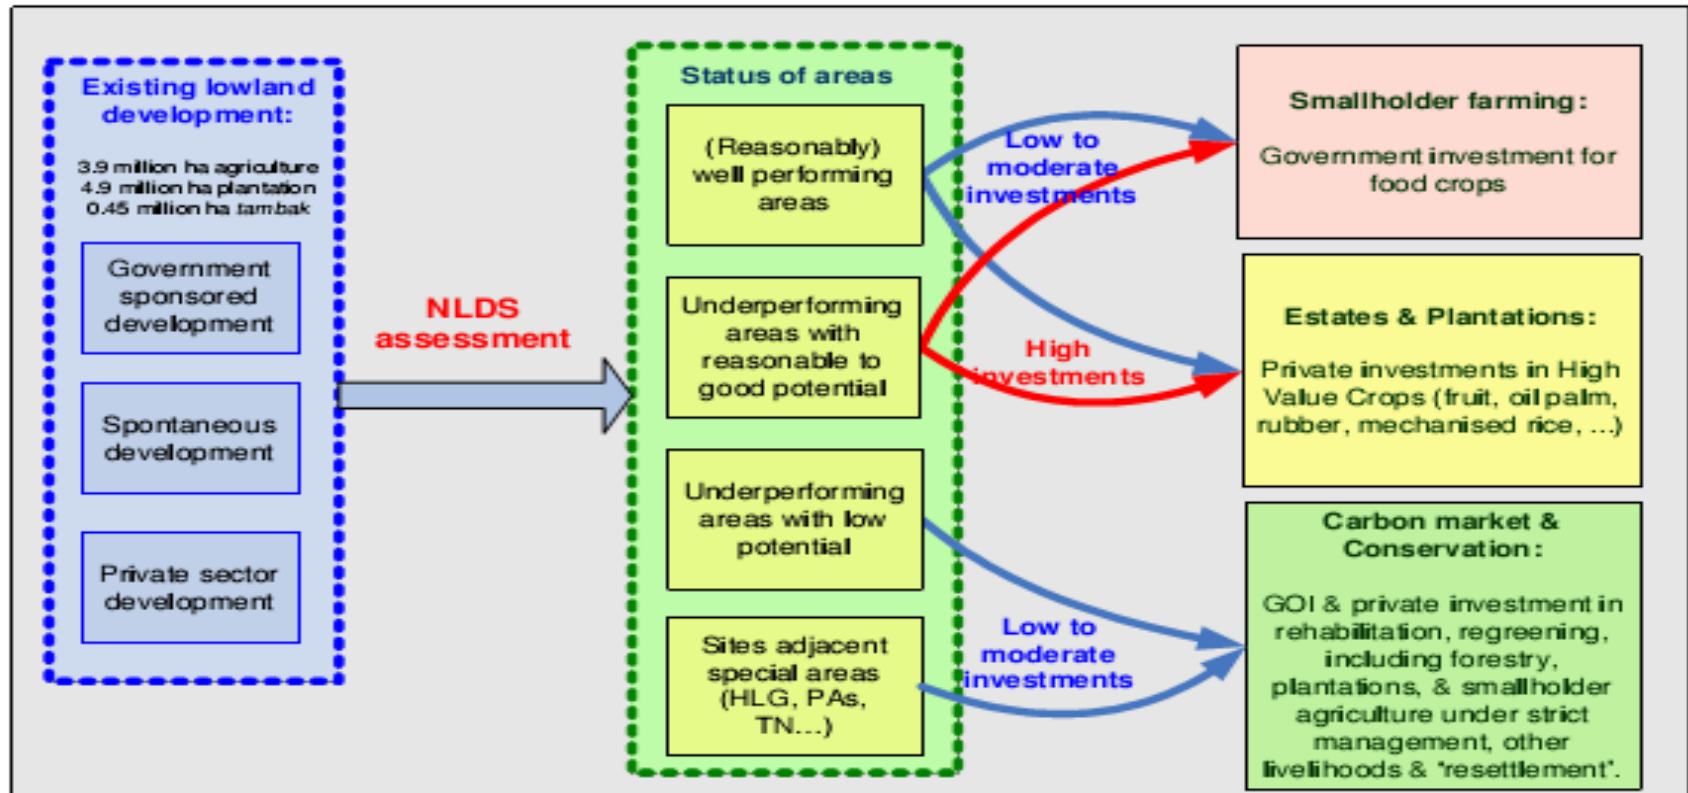 Existing lowland
development:
3.9 million ha agriculture
4.9 million ha plantation
0.45 million ha tambak
Government
sponsored
development
Spontaneous
development
Private sector
development
NLDS
assessment
Status of areas
(Reasonably)
well performing
areas
Underperforming
areas with
reasonable to
good potential
Underperforming
areas with low
potential
Sites adjacent
special areas
(HLG, PAs,
TN...)
Low to
moderate
investments
High
investments
Low to
moderate
investments
Smallholder farming:
Government investment for
food crops
Estates & Plantations:
Private investments in High
Value Crops (fruit, oil palm,
rubber, mechanised rice, ...)
Carbon market &
Conservation:
GOI & private investment in
rehabilitation, regreening,
including forestry,
plantations, & smallholder
agriculture under strict
management, other
livelihoods & "resettlement".